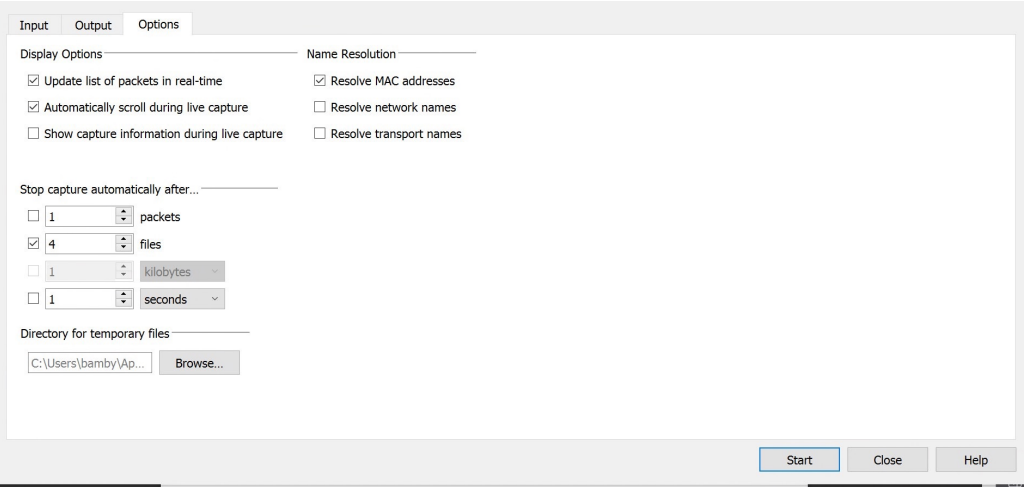 Input Output Options
Display Options
Update list of packets in real-time
Automatically scroll during live capture
Show capture information during live capture
Name Resolution
Resolve MAC addresses
Resolve network names
Resolve transport names
Stop capture automatically after...
1 packets
4 files
1 kilobytes
1 seconds
Directory for temporary files
C:\Users\bamby\Ap... Browse...
Start Close Help